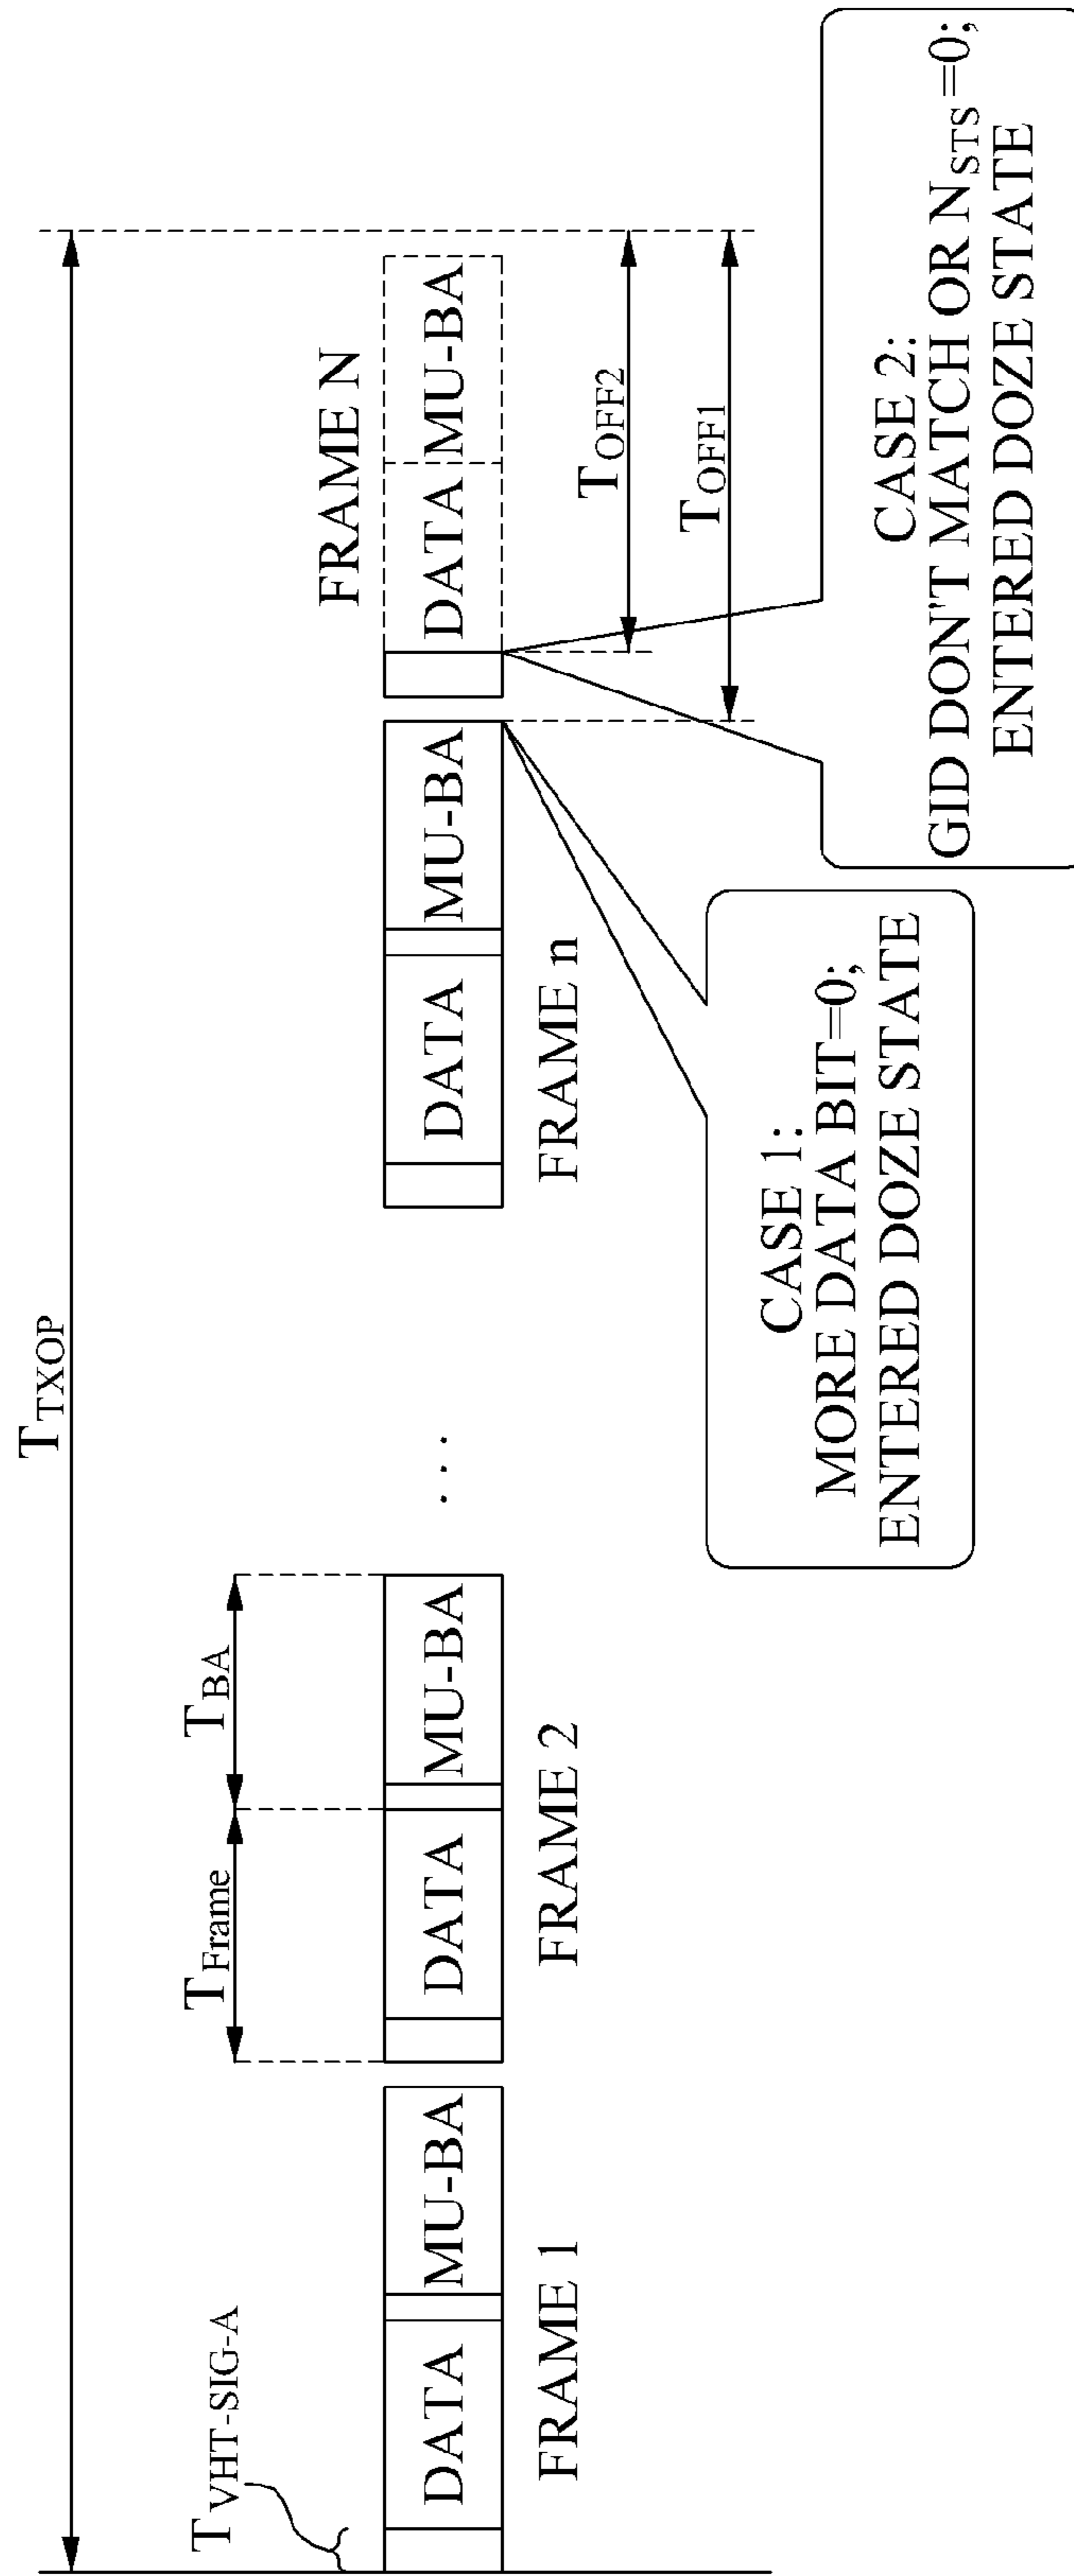 T_TXOP
T_VHT-SIG-A
T_Frame
T_BA
FRAME N
DATA
MU-BA
DATA
MU-BA
...
DATA
MU-BA
DATA
MU-BA
FRAME 1
FRAME 2
FRAME n
T_OFF2
T_OFF1
CASE 1:
MORE DATA BIT=0;
ENTERED DOZE STATE
CASE 2:
GID DON'T MATCH OR N_STS=0;
ENTERED DOZE STATE